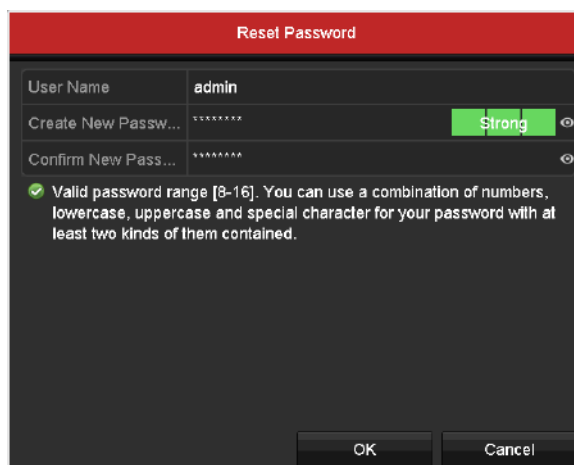 Reset Password
User Name admin
Create New Passw... ******** Strong
Confirm New Pass... ********
Valid password range [8-16]. You can use a combination of numbers,
lowercase, uppercase and special character for your password with at
least two kinds of them contained.
OK Cancel